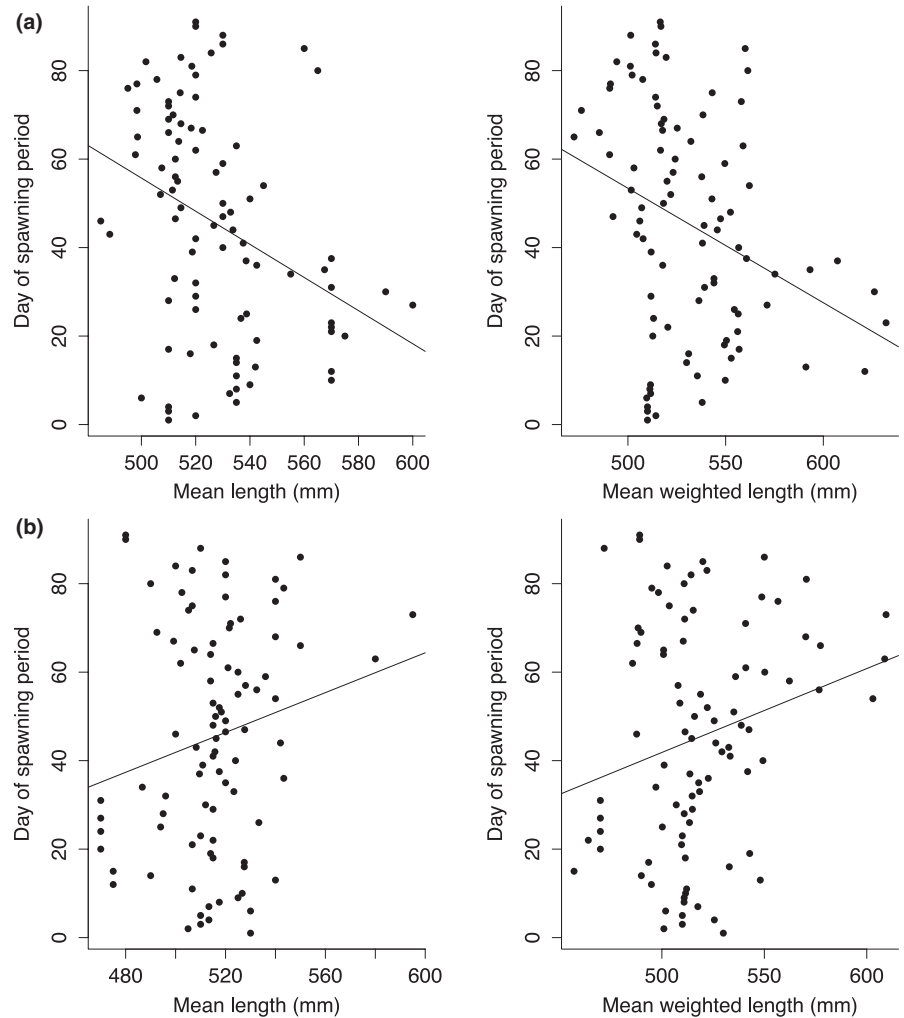 (a)
Day of spawning period
0 20 40 60 80
500 520 540 560 580 600
Mean length (mm)
Day of spawning period
0 20 40 60 80
500 550 600
Mean weighted length (mm)
(b)
Day of spawning period
0 20 40 60 80
480 520 560 600
Mean length (mm)
Day of spawning period
0 20 40 60 80
500 550 600
Mean weighted length (mm)